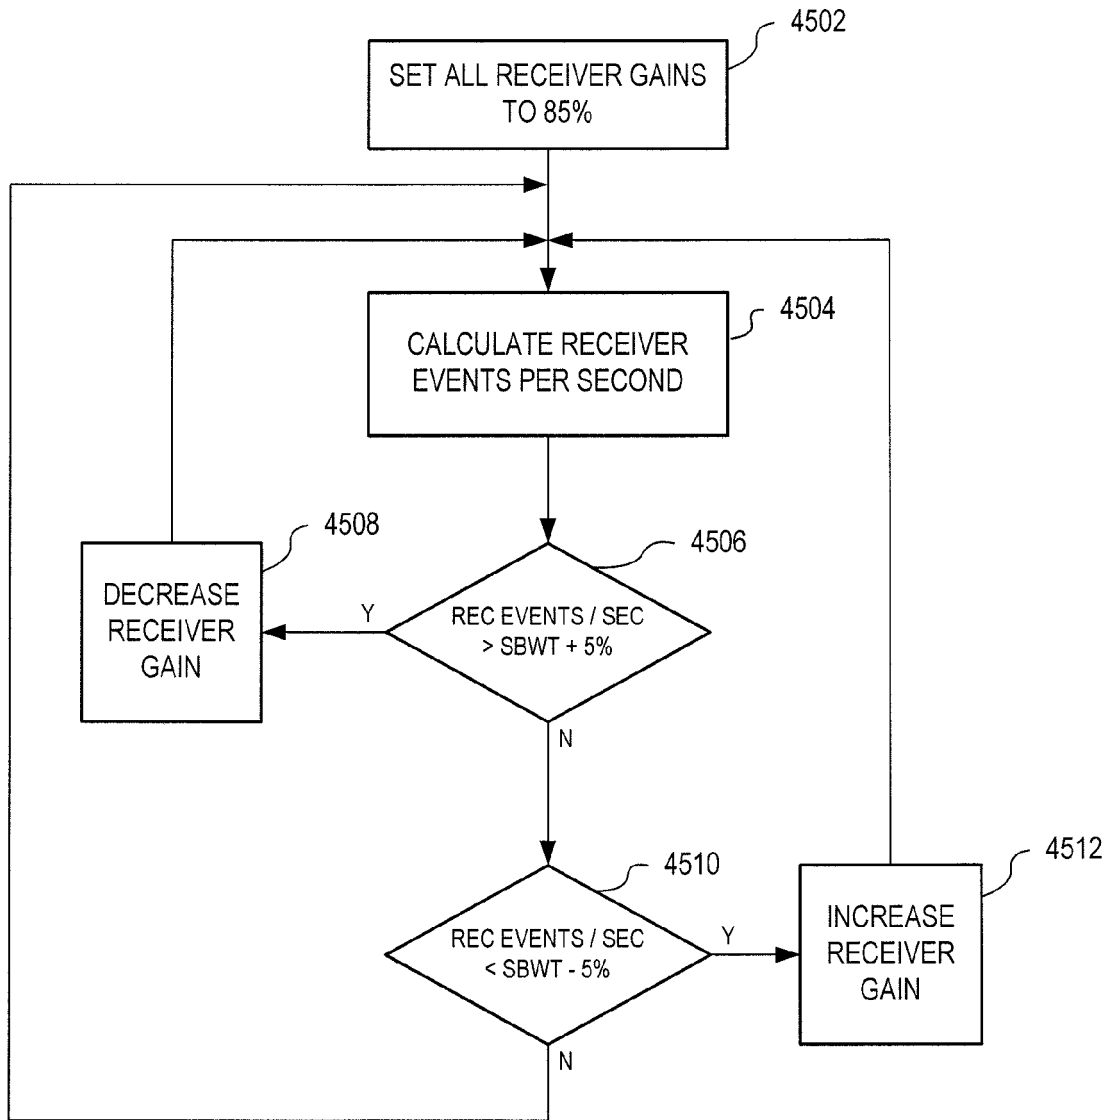 4502
SET ALL RECEIVER GAINS
TO 85%
4504
CALCULATE RECEIVER
EVENTS PER SECOND
4508
DECREASE
RECEIVER
GAIN
4506
Y
REC EVENTS / SEC
> SBWT + 5%
N
4510
REC EVENTS / SEC
< SBWT - 5%
Y
4512
INCREASE
RECEIVER
GAIN
N